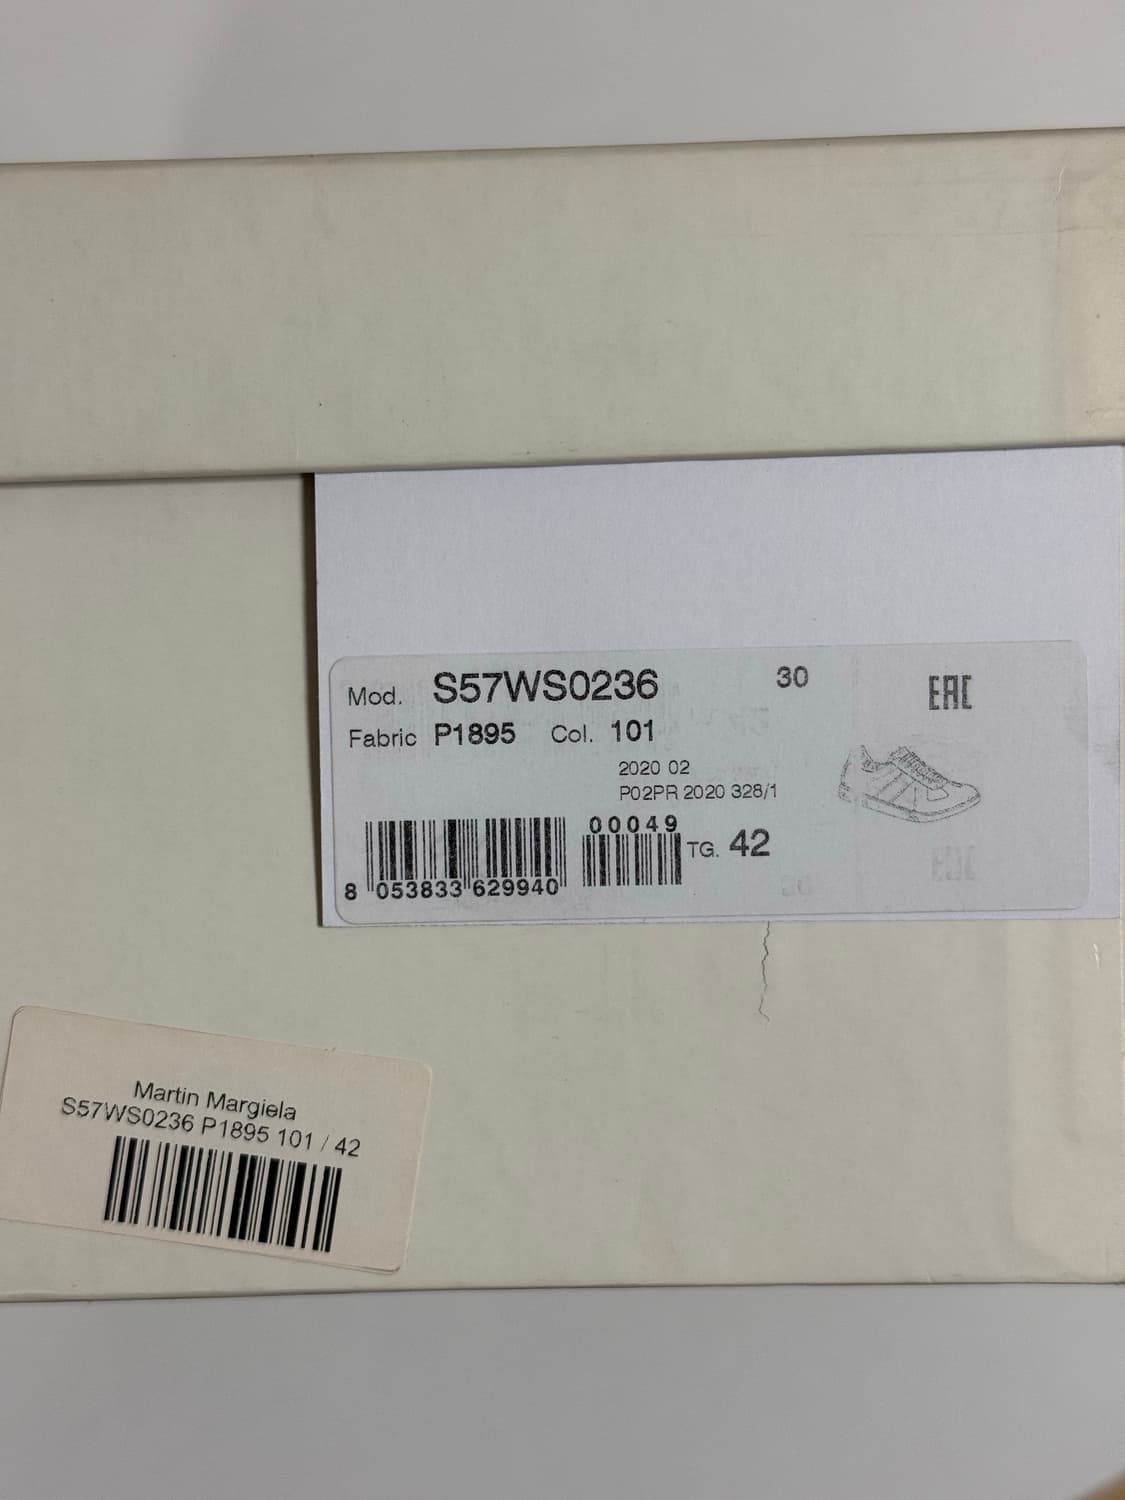 Mod. S57WS0236 30 EAC
Fabric P1895 Col. 101
2020 02
P02PR 2020 328/1
00049
TG. 42
8 053833 629940
Martin Margiela
S57WS0236 P1895 101 / 42